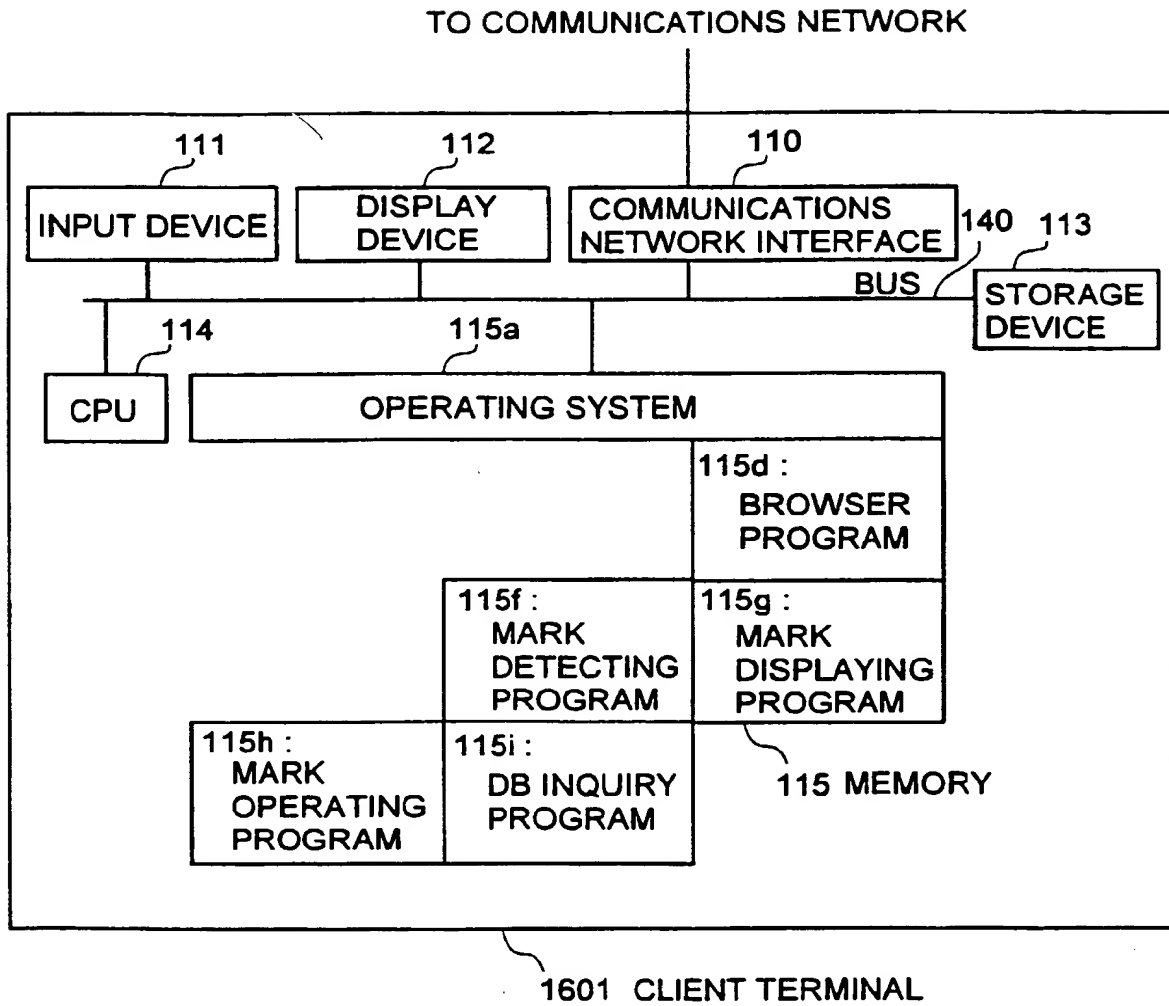 TO COMMUNICATIONS NETWORK
111
112
110
INPUT DEVICE
DISPLAY
DEVICE
COMMUNICATIONS
NETWORK INTERFACE
140
113
BUS
STORAGE
DEVICE
114
115a
CPU
OPERATING SYSTEM
115d :
BROWSER
PROGRAM
115f :
MARK
DETECTING
PROGRAM
115g :
MARK
DISPLAYING
PROGRAM
115h :
MARK
OPERATING
PROGRAM
115i :
DB INQUIRY
PROGRAM
115 MEMORY
1601 CLIENT TERMINAL